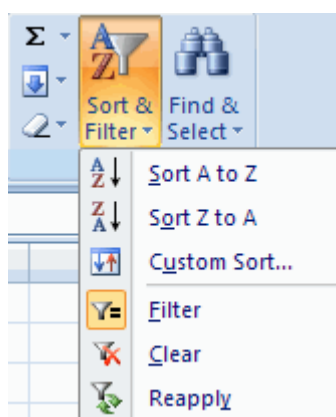 Σ
Sort & Filter
Find & Select
Sort A to Z
Sort Z to A
Custom Sort...
Filter
Clear
Reapply